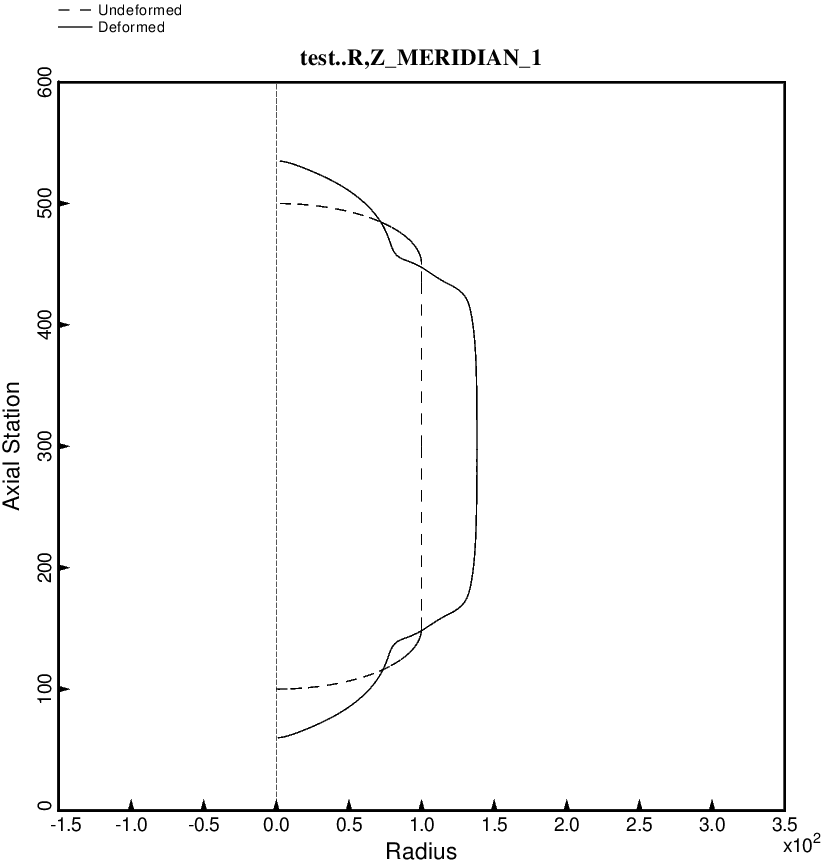 Undeformed
Deformed
test..R,Z_MERIDIAN_1
600
500
400
300
200
100
0
Axial Station
-1.5 -1.0 -0.5 0.0 0.5 1.0 1.5 2.0 2.5 3.0 3.5
x10²
Radius